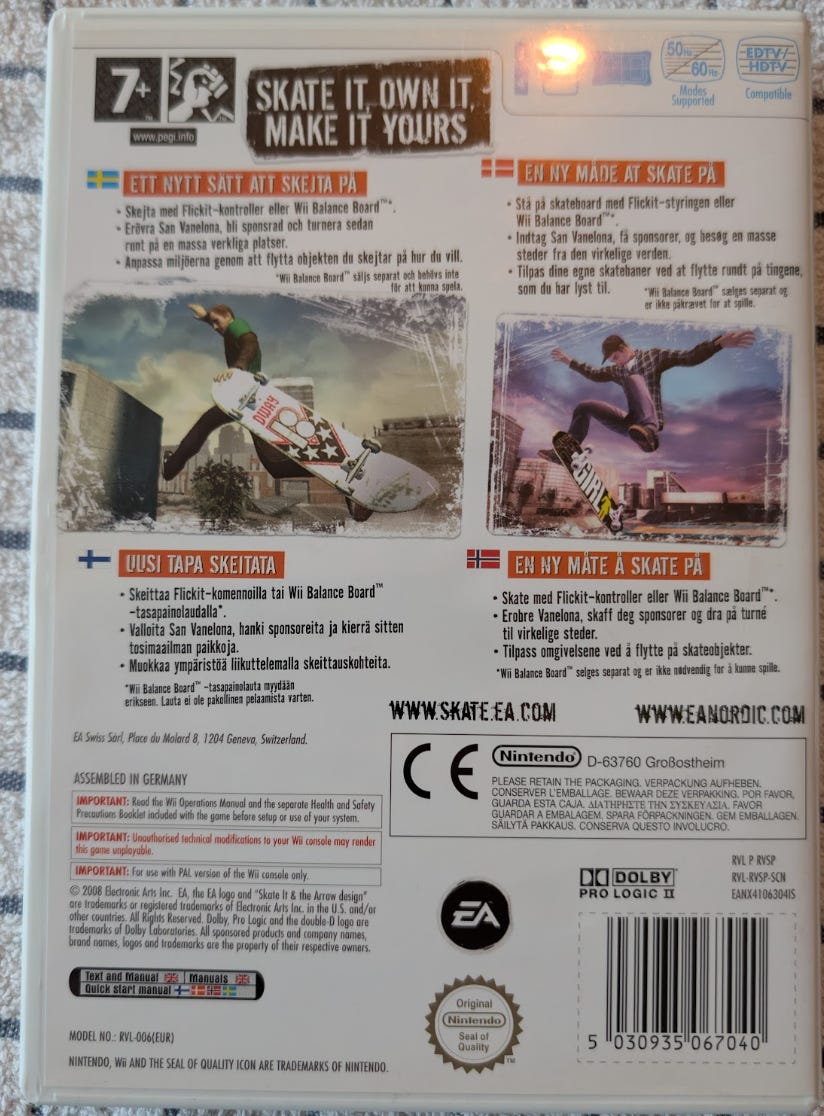 7+
www.pegi.info
SKATE IT, OWN IT,
MAKE IT YOURS
50Hz
60Hz
Modes
Supported
EDTV/
HDTV
Compatible
ETT NYTT SÄTT ATT SKEJTA PÅ
• Skejta med Flickit-kontroller eller Wii Balance Board™*.
• Erövra San Vanelona, bli sponsrad och turnera sedan
runt på en massa verkliga platser.
• Anpassa miljöerna genom att flytta objekten du skejtar på hur du vill.
*Wii Balance Board™ säljs separat och behövs inte
för att kunna spela.
EN NY MÅDE AT SKATE PÅ
• Stå på skateboard med Flickit-styringen eller
Wii Balance Board™*.
• Indtag San Vanelona, få sponsorer, og besøg en masse
steder fra den virkelige verden.
• Tilpas dine egne skatebaner ved at flytte rundt på tingene,
som du har lyst til.
*Wii Balance Board™ sælges separat og
er ikke påkrævet for at spille.
DWAY
GIRL
UUSI TAPA SKEITATA
• Skeittaa Flickit-komennoilla tai Wii Balance Board™
-tasapainolaudalla*.
• Valloita San Vanelona, hanki sponsoreita ja kierrä sitten
tosimaailman paikkoja.
• Muokkaa ympäristöä liikuttelemalla skeittauskohteita.
*Wii Balance Board™ -tasapainolauta myydään
erikseen. Lauta ei ole pakollinen pelaamista varten.
EN NY MÅTE Å SKATE PÅ
• Skate med Flickit-kontroller eller Wii Balance Board™*.
• Erobre Vanelona, skaff deg sponsorer og dra på turné
til virkelige steder.
• Tilpass omgivelsene ved å flytte på skateobjekter.
*Wii Balance Board™ selges separat og er ikke nødvendig for å kunne spille.
WWW.SKATE.EA.COM
WWW.EANORDIC.COM
EA Swiss Sàrl, Place du Molard 8, 1204 Geneva, Switzerland.
CE
Nintendo D-63760 Großostheim
PLEASE RETAIN THE PACKAGING. VERPACKUNG AUFHEBEN.
CONSERVER L'EMBALLAGE. BEWAAR DEZE VERPAKKING. POR FAVOR,
GUARDA ESTA CAJA. ΔΙΑΤΗΡΗΣΤΕ ΤΗΝ ΣΥΣΚΕΥΑΣΙΑ. FAVOR
GUARDAR A EMBALAGEM. SPARA FÖRPACKNINGEN. GEM EMBALLAGEN.
SÄILYTÄ PAKKAUS. CONSERVA QUESTO INVOLUCRO.
ASSEMBLED IN GERMANY
IMPORTANT: Read the Wii Operations Manual and the separate Health and Safety
Precautions Booklet included with the game before setup or use of your system.
IMPORTANT: Unauthorised technical modifications to your Wii console may render
this game unplayable.
IMPORTANT: For use with PAL version of the Wii console only.
© 2008 Electronic Arts Inc. EA, the EA logo and "Skate It & the Arrow design"
are trademarks or registered trademarks of Electronic Arts Inc. in the U.S. and/or
other countries. All Rights Reserved. Dolby, Pro Logic and the double-D logo are
trademarks of Dolby Laboratories. All sponsored products and company names,
brand names, logos and trademarks are the property of their respective owners.
DOLBY
PRO LOGIC II
RVL P RVSP
RVL-RVSP-SCN
EANX4106304IS
EA
Text and Manual
Manuals
Quick start manual
Original
Nintendo
Seal of
Quality
TM
5 030935 067040
MODEL NO.: RVL-006(EUR)
NINTENDO, Wii AND THE SEAL OF QUALITY ICON ARE TRADEMARKS OF NINTENDO.